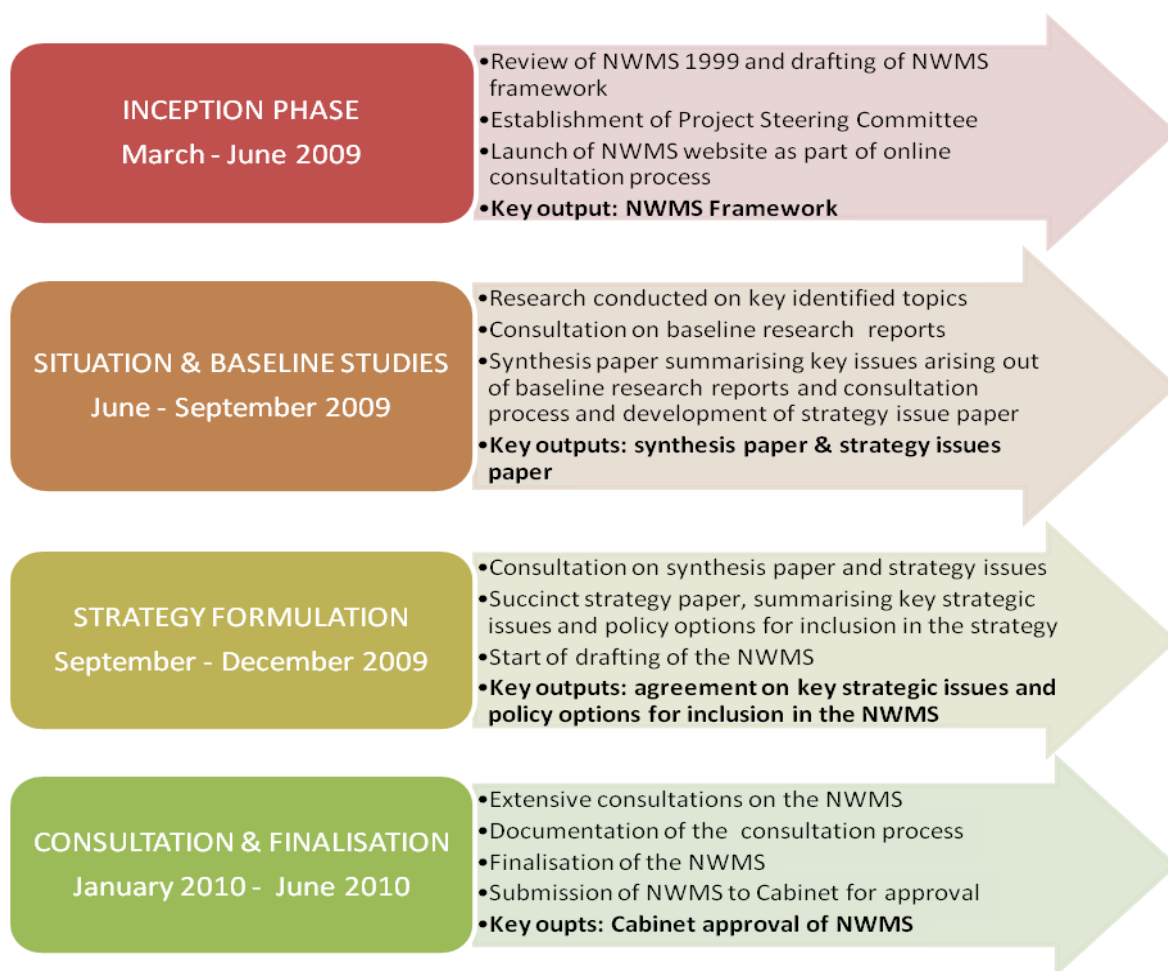 INCEPTION PHASE
March - June 2009
•Review of NWMS 1999 and drafting of NWMS
framework
•Establishment of Project Steering Committee
•Launch of NWMS website as part of online
consultation process
•Key output: NWMS Framework
SITUATION & BASELINE STUDIES
June - September 2009
•Research conducted on key identified topics
•Consultation on baseline research reports
•Synthesis paper summarising key issues arising out
of baseline research reports and consultation
process and development of strategy issue paper
•Key outputs: synthesis paper & strategy issues
paper
STRATEGY FORMULATION
September - December 2009
•Consultation on synthesis paper and strategy issues
•Succinct strategy paper, summarising key strategic
issues and policy options for inclusion in the strategy
•Start of drafting of the NWMS
•Key outputs: agreement on key strategic issues and
policy options for inclusion in the NWMS
CONSULTATION & FINALISATION
January 2010 - June 2010
•Extensive consultations on the NWMS
•Documentation of the consultation process
•Finalisation of the NWMS
•Submission of NWMS to Cabinet for approval
•Key oupts: Cabinet approval of NWMS